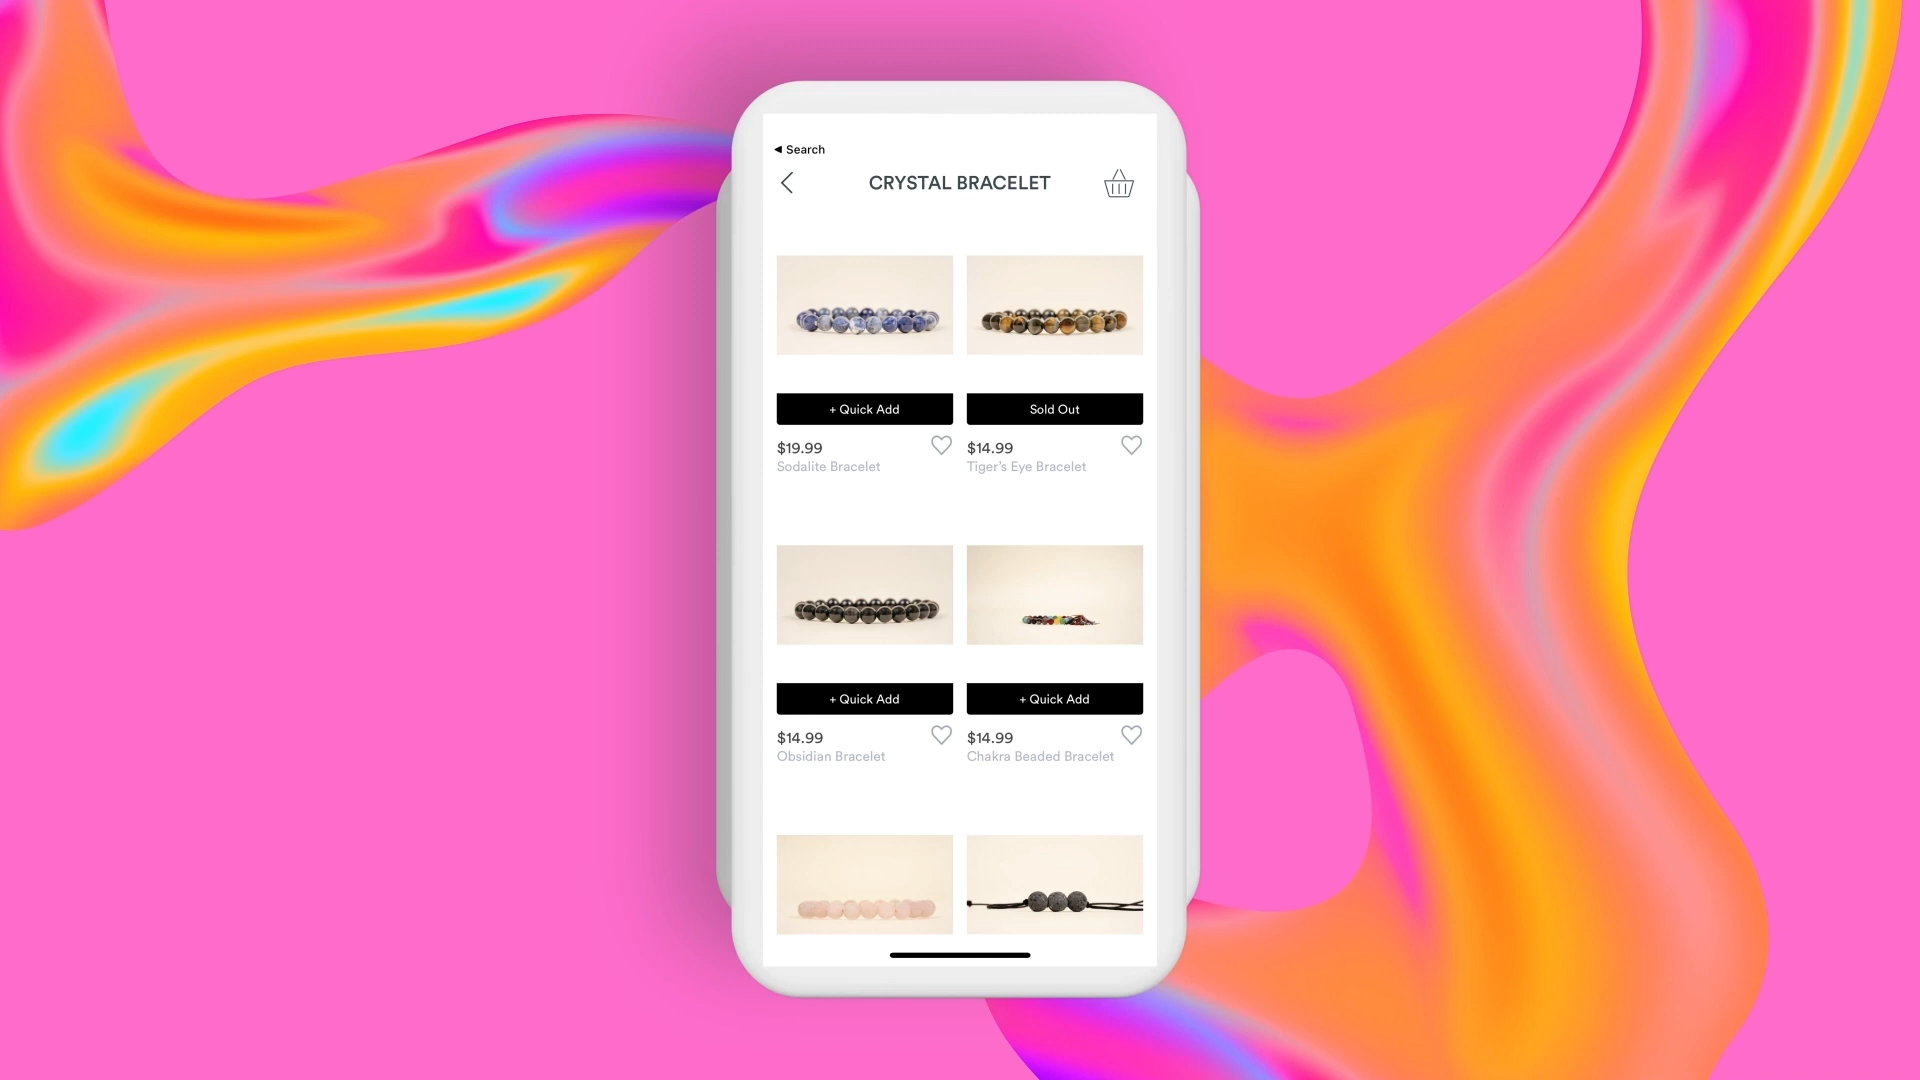 ◀ Search
CRYSTAL BRACELET
+ Quick Add
Sold Out
$19.99
Sodalite Bracelet
$14.99
Tiger's Eye Bracelet
+ Quick Add
+ Quick Add
$14.99
Obsidian Bracelet
$14.99
Chakra Beaded Bracelet